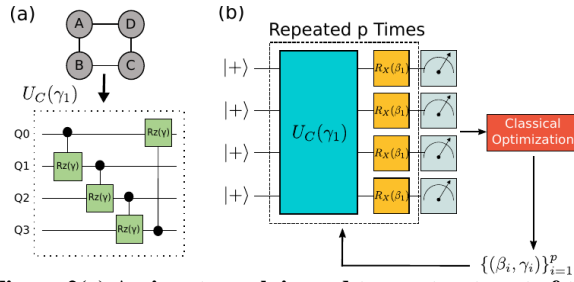 (a)
A
D
B
C
U_C(γ_1)
Q0
Rz(γ)
Rz(γ)
Q1
Rz(γ)
Q2
Rz(γ)
Q3
(b)
Repeated p Times
|+⟩
R_X(β_1)
|+⟩
R_X(β_1)
U_C(γ_1)
|+⟩
R_X(β_1)
|+⟩
R_X(β_1)
Classical
Optimization
{(β_i, γ_i)}_{i=1}^p